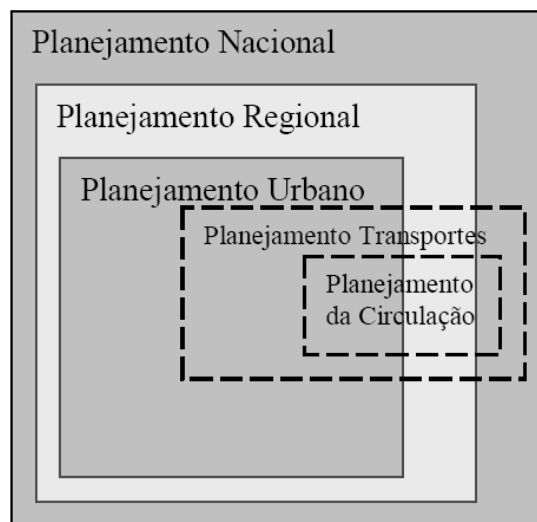 Planejamento Nacional
Planejamento Regional
Planejamento Urbano
Planejamento Transportes
Planejamento
da Circulação